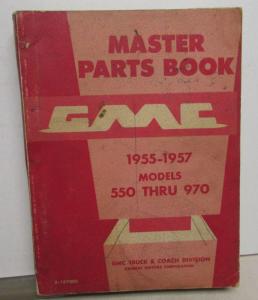 MASTER
PARTS BOOK
GMC
1955-1957
MODELS
550 THRU 970
GMC TRUCK & COACH DIVISION
GENERAL MOTORS CORPORATION